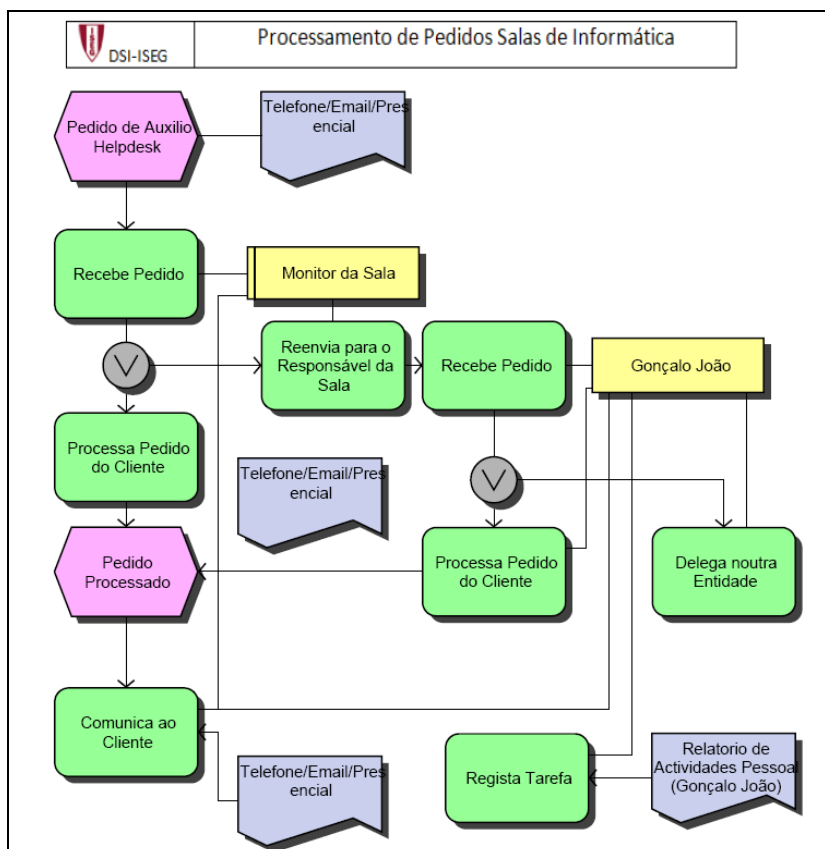 ISEG
DSI-ISEG
Processamento de Pedidos Salas de Informática
Pedido de Auxilio
Helpdesk
Telefone/Email/Pres
encial
Recebe Pedido
Monitor da Sala
V
Reenvia para o
Responsável da
Sala
Recebe Pedido
Gonçalo João
Processa Pedido
do Cliente
Telefone/Email/Pres
encial
V
Pedido
Processado
Processa Pedido
do Cliente
Delega noutra
Entidade
Comunica ao
Cliente
Telefone/Email/Pres
encial
Regista Tarefa
Relatorio de
Actividades Pessoal
(Gonçalo João)